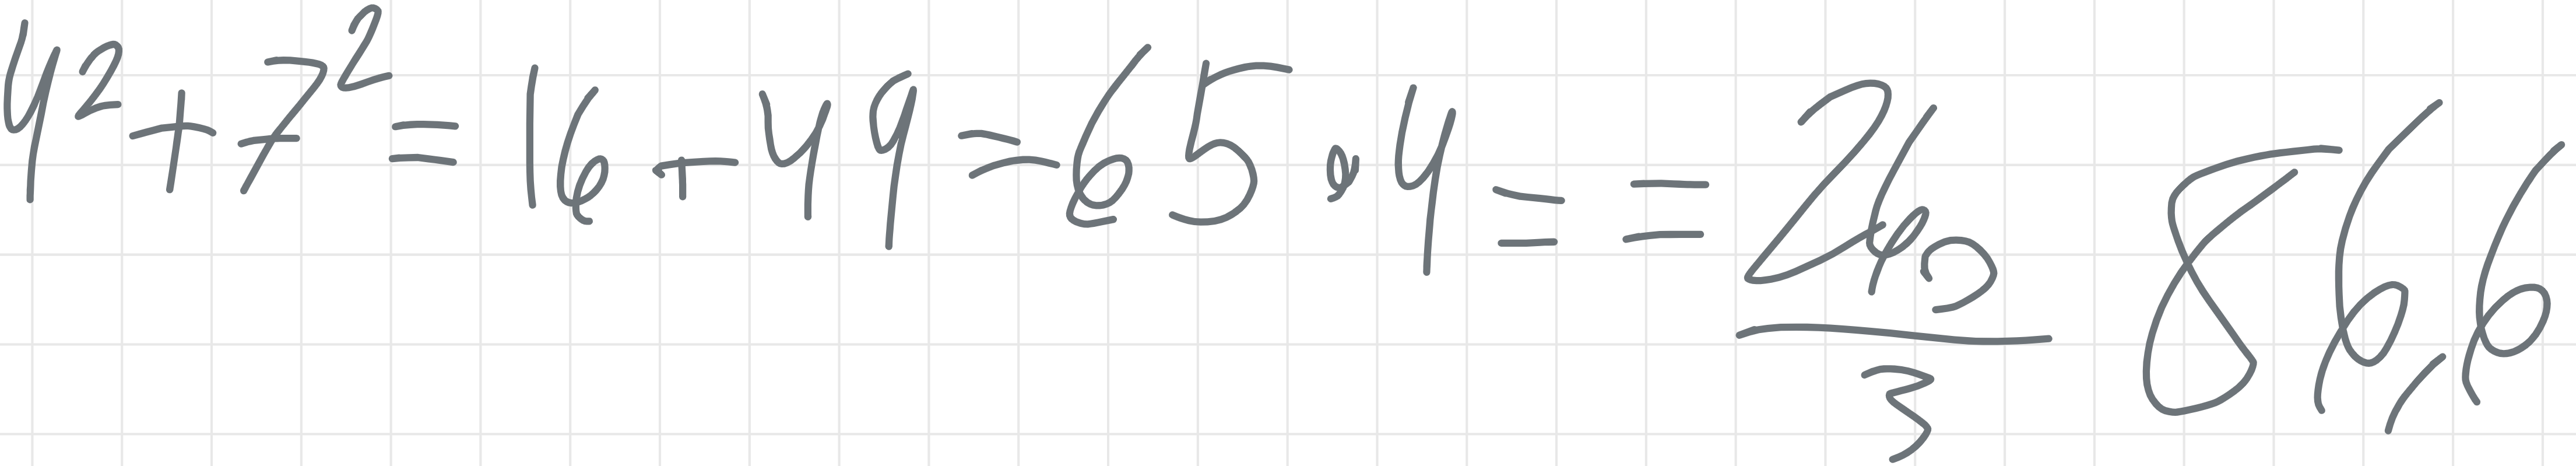 4² + 7² = 16 + 49 = 65 · 4 = = 260/3 86,6